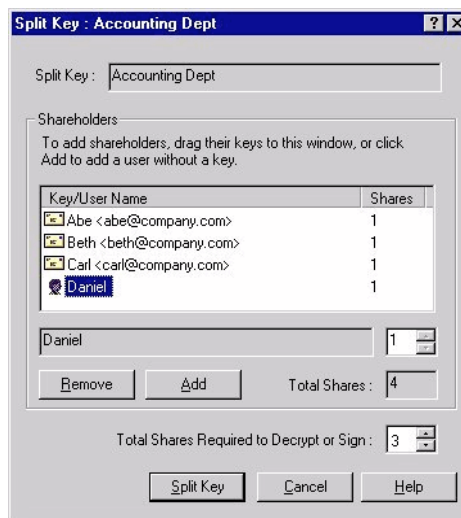 Split Key : Accounting Dept
Split Key : Accounting Dept
Shareholders
To add shareholders, drag their keys to this window, or click
Add to add a user without a key.
Key/User Name Shares
Abe <abe@company.com> 1
Beth <beth@company.com> 1
Carl <carl@company.com> 1
Daniel 1
Daniel 1
Remove Add Total Shares : 4
Total Shares Required to Decrypt or Sign : 3
Split Key Cancel Help